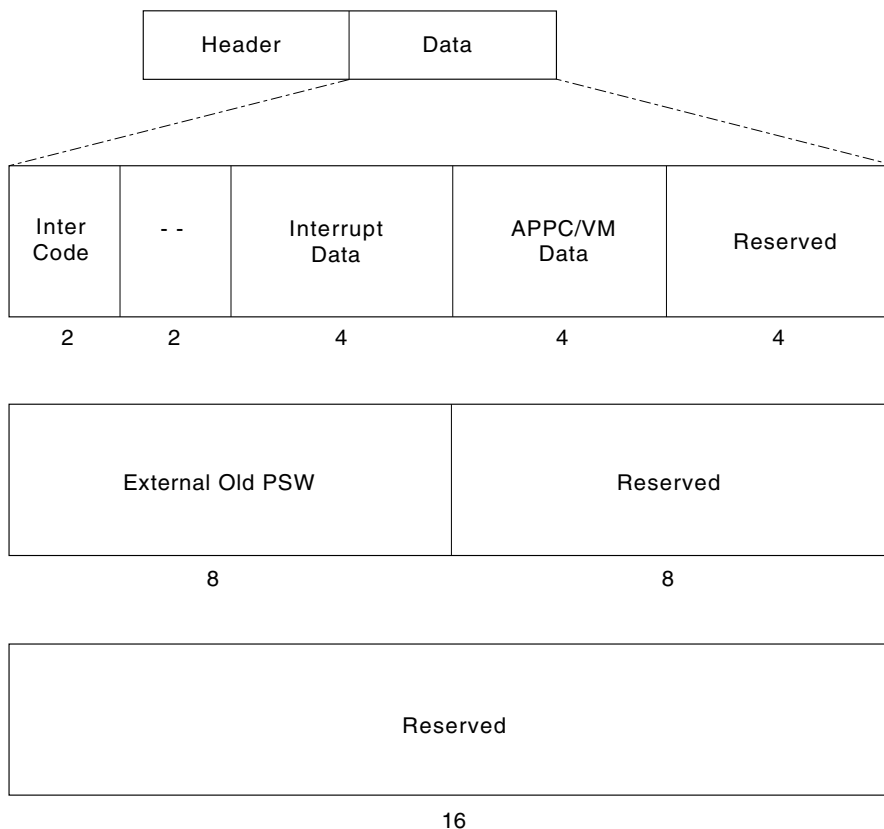 Header Data
Inter Code - - Interrupt Data APPC/VM Data Reserved
2 2 4 4 4
External Old PSW Reserved
8 8
Reserved
16